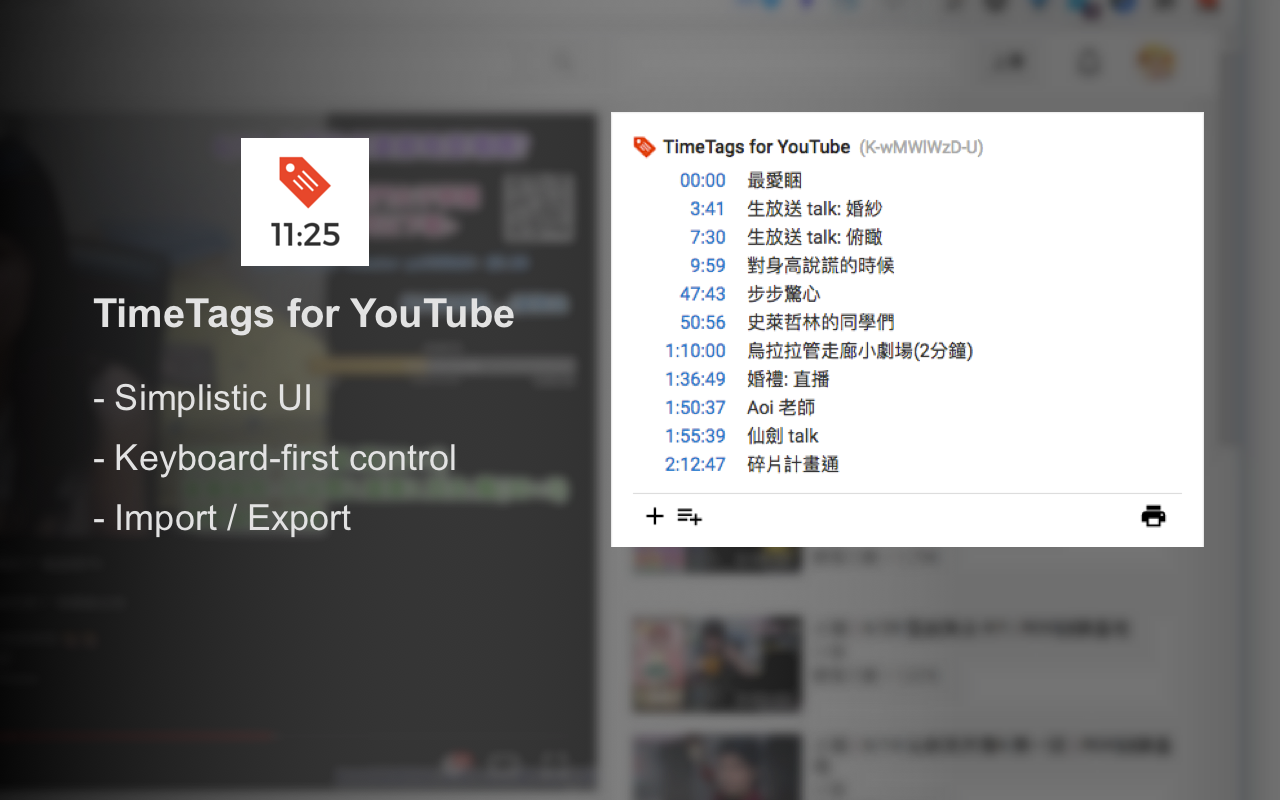 11:25
TimeTags for YouTube
- Simplistic UI
- Keyboard-first control
- Import / Export
TimeTags for YouTube (K-wMWlWzD-U)
00:00 最愛睏
3:41 生放送 talk: 婚紗
7:30 生放送 talk: 俯瞰
9:59 對身高說謊的時候
47:43 步步驚心
50:56 史萊哲林的同學們
1:10:00 烏拉拉管走廊小劇場(2分鐘)
1:36:49 婚禮: 直播
1:50:37 Aoi 老師
1:55:39 仙劍 talk
2:12:47 碎片計畫通